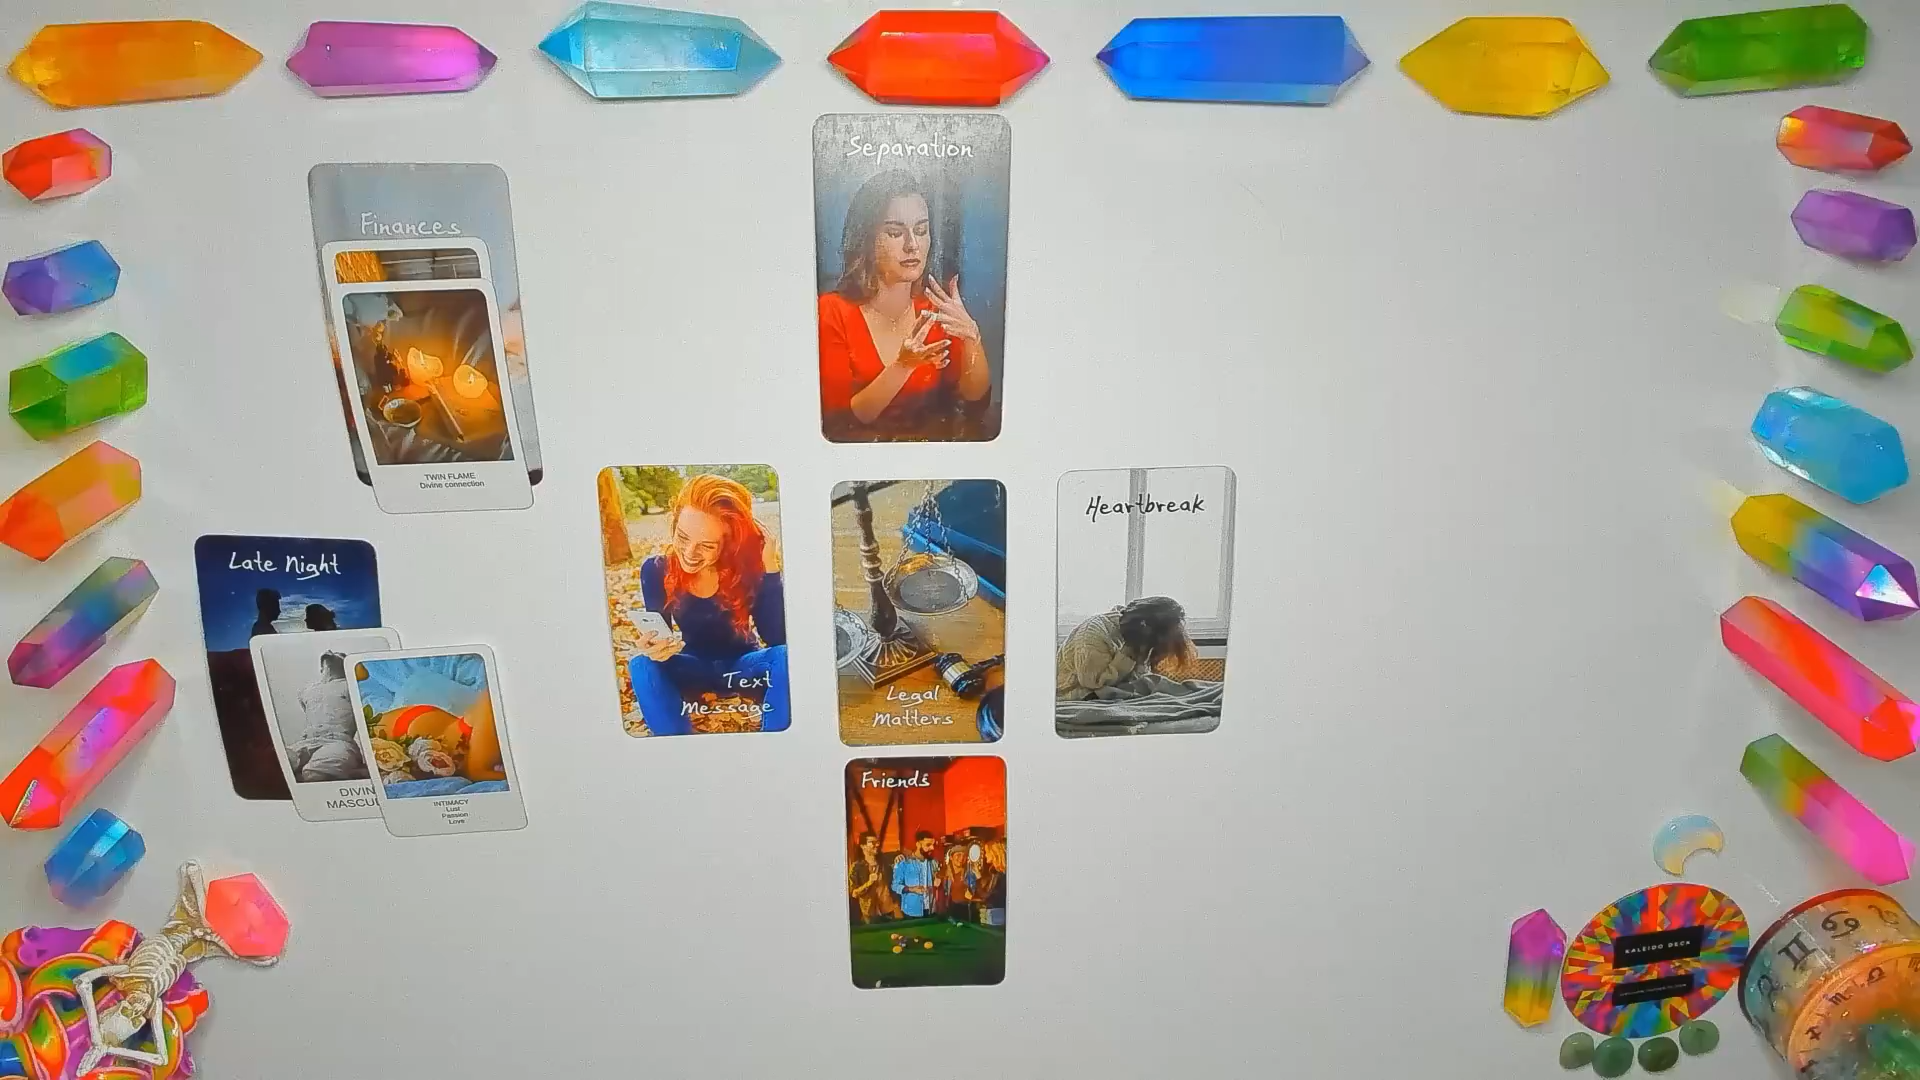 Separation
Finances
TWIN FLAME
Divine connection
Heartbreak
Late Night
Text
Message
Legal
Matters
DIVIN
MASCU
INTIMACY
Lust
Passion
Love
Friends
KALEIDO DECK